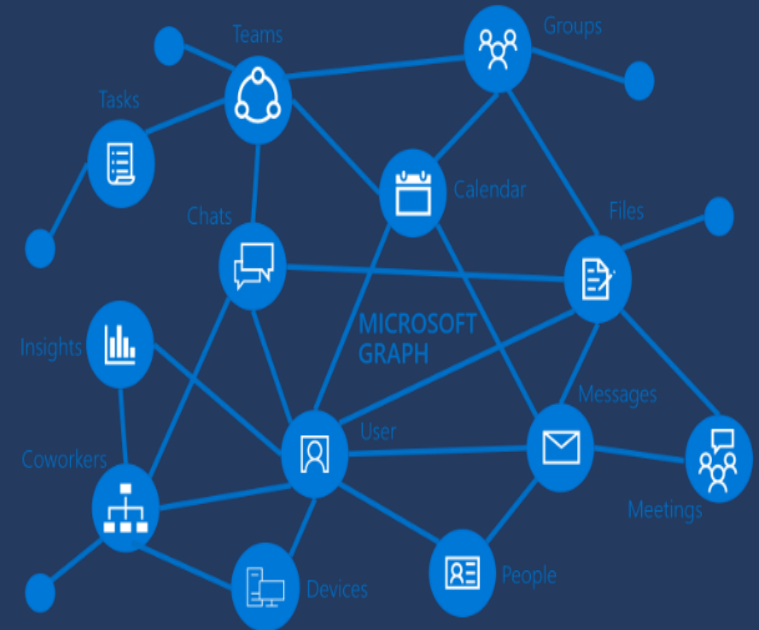 Groups
Teams
Tasks
Calendar
Chats
Files
MICROSOFT
GRAPH
Insights
Messages
User
Coworkers
Meetings
People
Devices